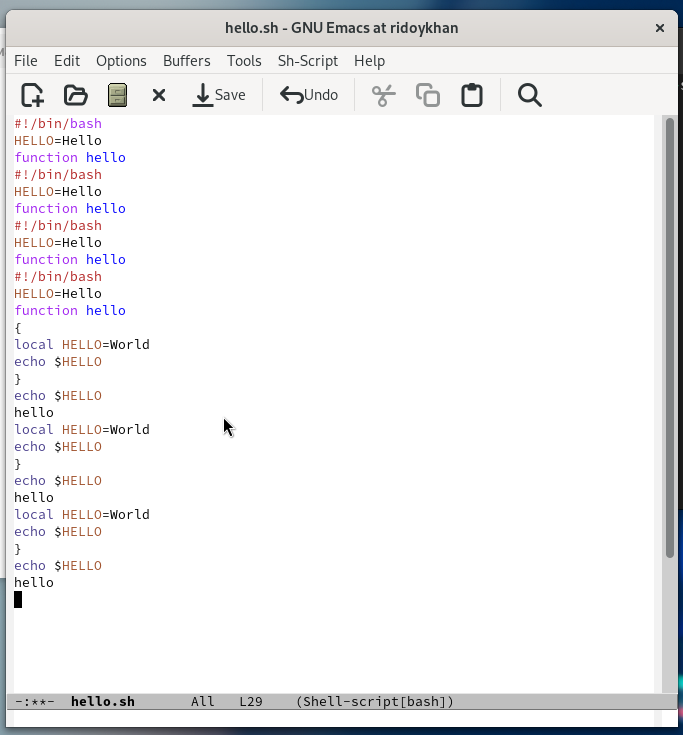 hello.sh - GNU Emacs at ridoykhan
File Edit Options Buffers Tools Sh-Script Help
Save Undo
#!/bin/bash
HELLO=Hello
function hello
#!/bin/bash
HELLO=Hello
function hello
#!/bin/bash
HELLO=Hello
function hello
#!/bin/bash
HELLO=Hello
function hello
{
local HELLO=World
echo $HELLO
}
echo $HELLO
hello
local HELLO=World
echo $HELLO
}
echo $HELLO
hello
local HELLO=World
echo $HELLO
}
echo $HELLO
hello
-:**- hello.sh All L29 (Shell-script[bash])